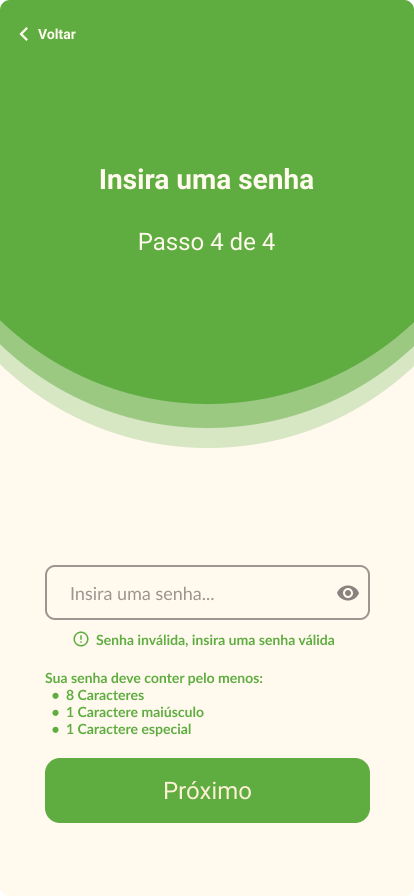 Voltar
Insira uma senha
Passo 4 de 4
Insira uma senha...
Senha inválida, insira uma senha válida
Sua senha deve conter pelo menos:
• 8 Caracteres
• 1 Caractere maiúsculo
• 1 Caractere especial
Próximo